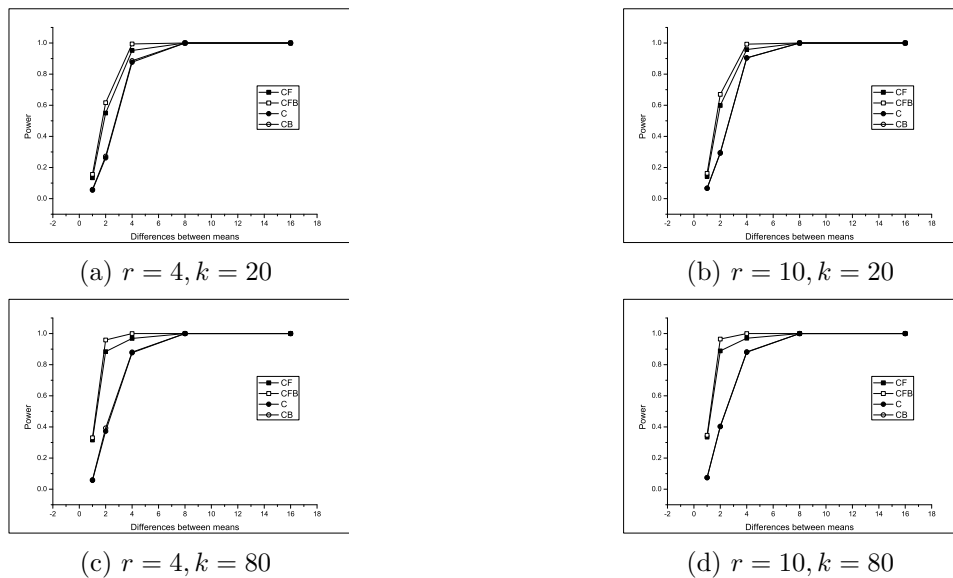 1.0
0.8
0.6
0.4
0.2
0.0
Power
CF
CFB
C
CB
-2 0 2 4 6 8 10 12 14 16 18
Differences between means
(a) r = 4, k = 20
1.0
0.8
0.6
0.4
0.2
0.0
Power
CF
CFB
C
CB
-2 0 2 4 6 8 10 12 14 16 18
Differences between means
(b) r = 10, k = 20
1.0
0.8
0.6
0.4
0.2
0.0
Power
CF
CFB
C
CB
-2 0 2 4 6 8 10 12 14 16 18
Differences between means
(c) r = 4, k = 80
1.0
0.8
0.6
0.4
0.2
0.0
Power
CF
CFB
C
CB
-2 0 2 4 6 8 10 12 14 16 18
Differences between means
(d) r = 10, k = 80